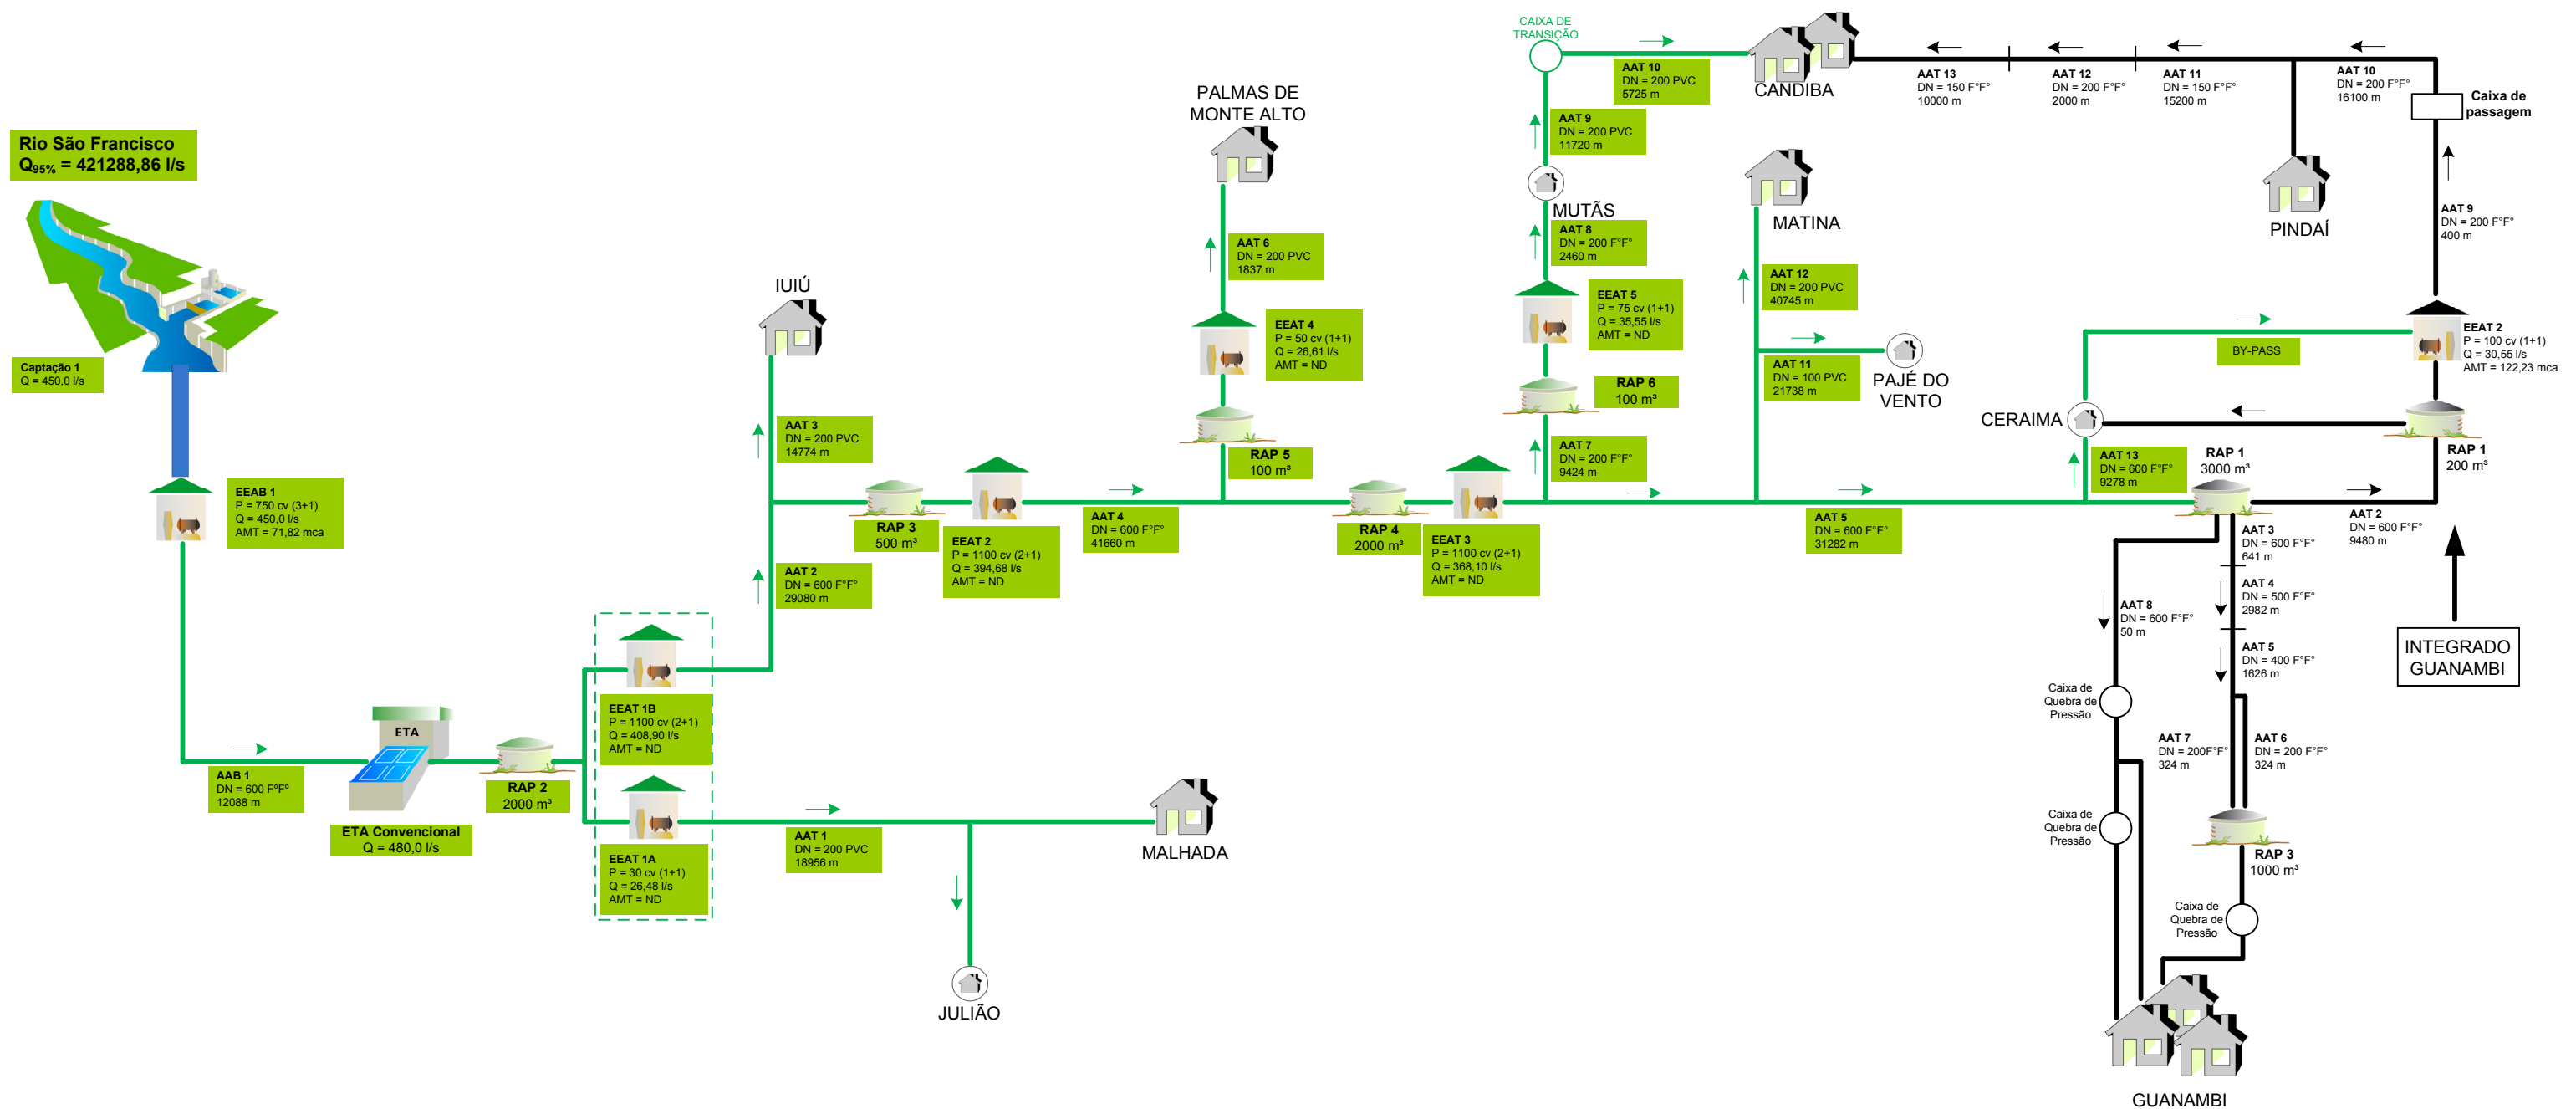 Rio São Francisco
Q95% = 421288,86 l/s
Captação 1
Q = 450,0 l/s
EEAB 1
P = 750 cv (3+1)
Q = 450,0 l/s
AMT = 71,82 mca
AAB 1
DN = 600 FºFº
12088 m
ETA
ETA Convencional
Q = 480,0 l/s
RAP 2
2000 m³
EEAT 1B
P = 1100 cv (2+1)
Q = 408,90 l/s
AMT = ND
EEAT 1A
P = 30 cv (1+1)
Q = 26,48 l/s
AMT = ND
AAT 1
DN = 200 PVC
18956 m
MALHADA
JULIÃO
AAT 2
DN = 600 F°F°
29080 m
IUIÚ
AAT 3
DN = 200 PVC
14774 m
RAP 3
500 m³
EEAT 2
P = 1100 cv (2+1)
Q = 394,68 l/s
AMT = ND
AAT 4
DN = 600 F°F°
41660 m
PALMAS DE
MONTE ALTO
AAT 6
DN = 200 PVC
1837 m
EEAT 4
P = 50 cv (1+1)
Q = 26,61 l/s
AMT = ND
RAP 5
100 m³
RAP 4
2000 m³
EEAT 3
P = 1100 cv (2+1)
Q = 368,10 l/s
AMT = ND
CAIXA DE
TRANSIÇÃO
AAT 10
DN = 200 PVC
5725 m
AAT 9
DN = 200 PVC
11720 m
MUTÃS
AAT 8
DN = 200 F°F°
2460 m
EEAT 5
P = 75 cv (1+1)
Q = 35,55 l/s
AMT = ND
RAP 6
100 m³
AAT 7
DN = 200 F°F°
9424 m
CANDIBA
MATINA
AAT 12
DN = 200 PVC
40745 m
AAT 11
DN = 100 PVC
21738 m
PAJÉ DO
VENTO
AAT 5
DN = 600 F°F°
31282 m
CERAIMA
AAT 13
DN = 600 F°F°
9278 m
BY-PASS
AAT 13
DN = 150 F°F°
10000 m
AAT 12
DN = 200 F°F°
2000 m
AAT 11
DN = 150 F°F°
15200 m
AAT 10
DN = 200 F°F°
16100 m
Caixa de
passagem
PINDAÍ
AAT 9
DN = 200 F°F°
400 m
EEAT 2
P = 100 cv (1+1)
Q = 30,55 l/s
AMT = 122,23 mca
RAP 1
200 m³
RAP 1
3000 m³
AAT 2
DN = 600 F°F°
9480 m
AAT 3
DN = 600 F°F°
641 m
AAT 4
DN = 500 F°F°
2982 m
AAT 5
DN = 400 F°F°
1626 m
AAT 8
DN = 600 F°F°
50 m
INTEGRADO
GUANAMBI
Caixa de
Quebra de
Pressão
AAT 7
DN = 200F°F°
324 m
AAT 6
DN = 200 F°F°
324 m
Caixa de
Quebra de
Pressão
RAP 3
1000 m³
Caixa de
Quebra de
Pressão
GUANAMBI